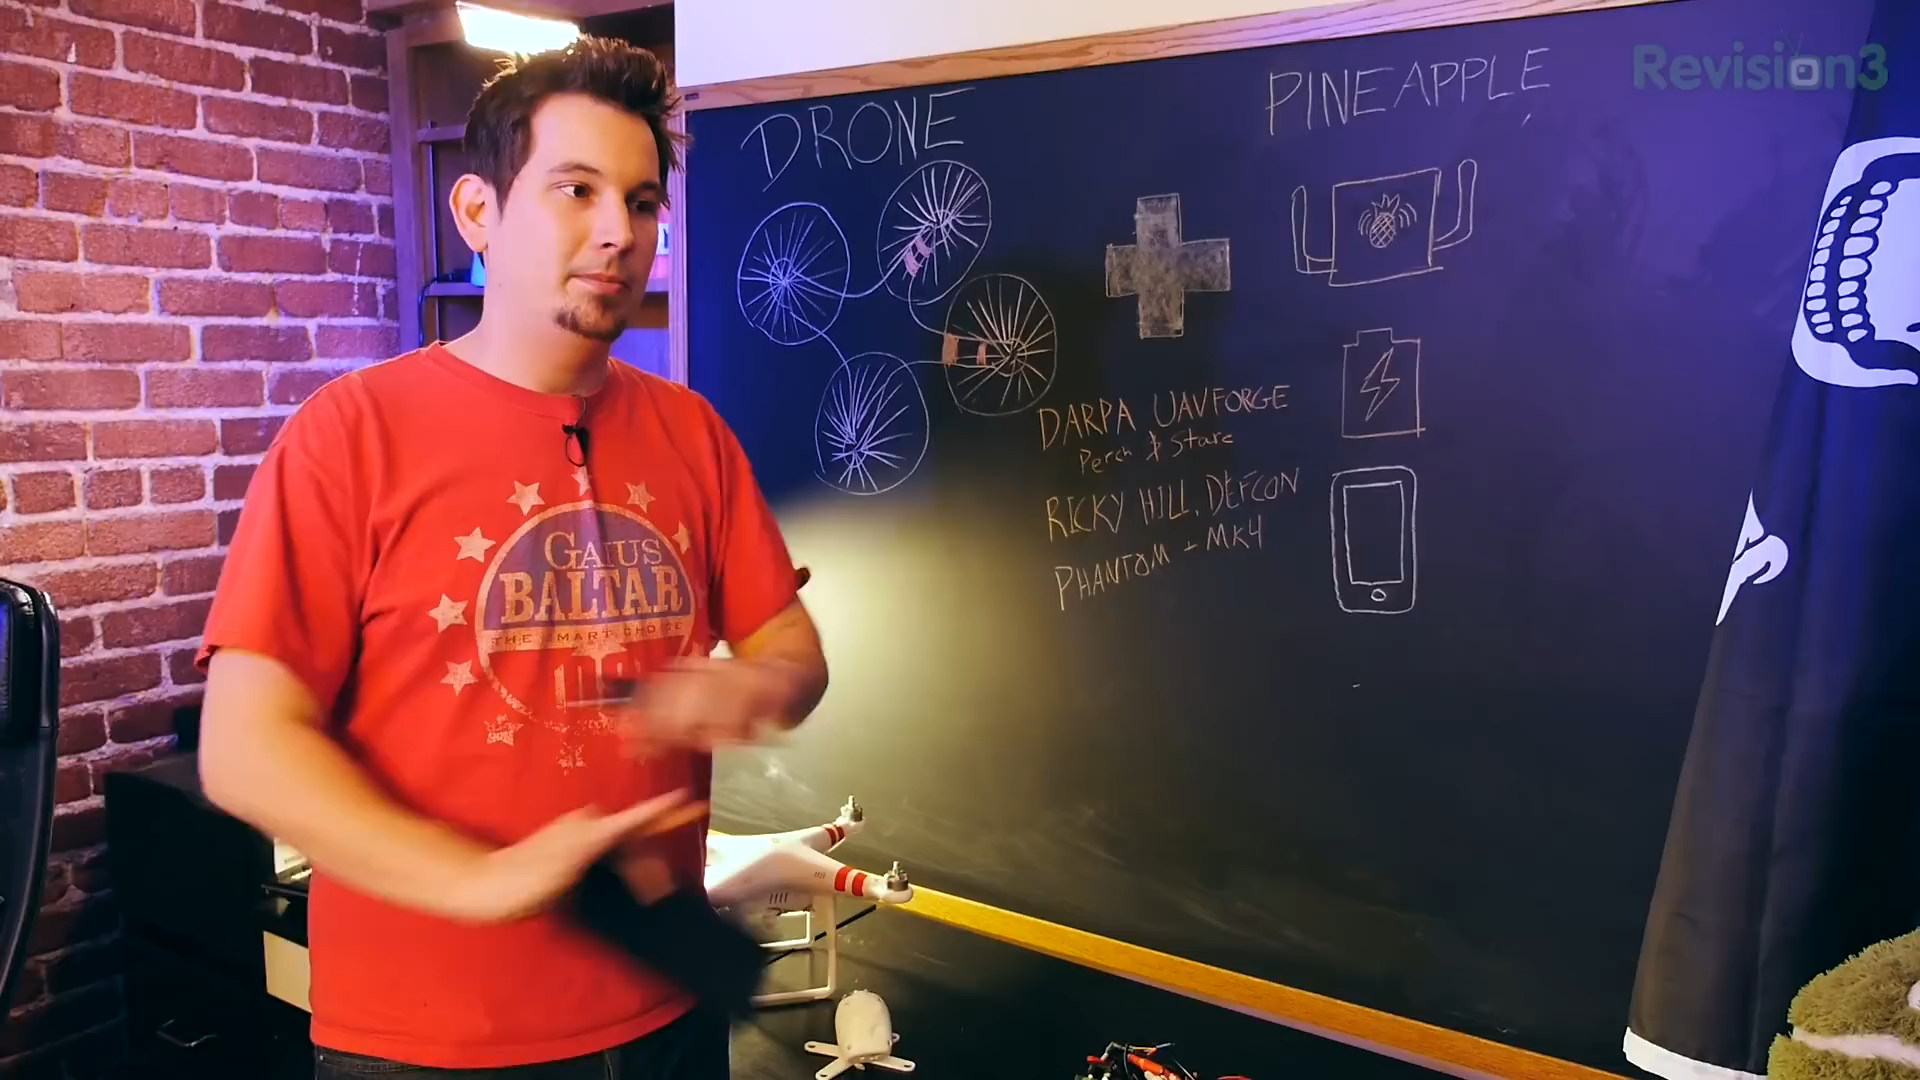 Revision3
DRONE
PINEAPPLE
DARPA UAVFORGE
Perch & Stare
RICKY HILL, DEFCON
PHANTOM + MK4
GAIUS
BALTAR
THE SMART CHOICE